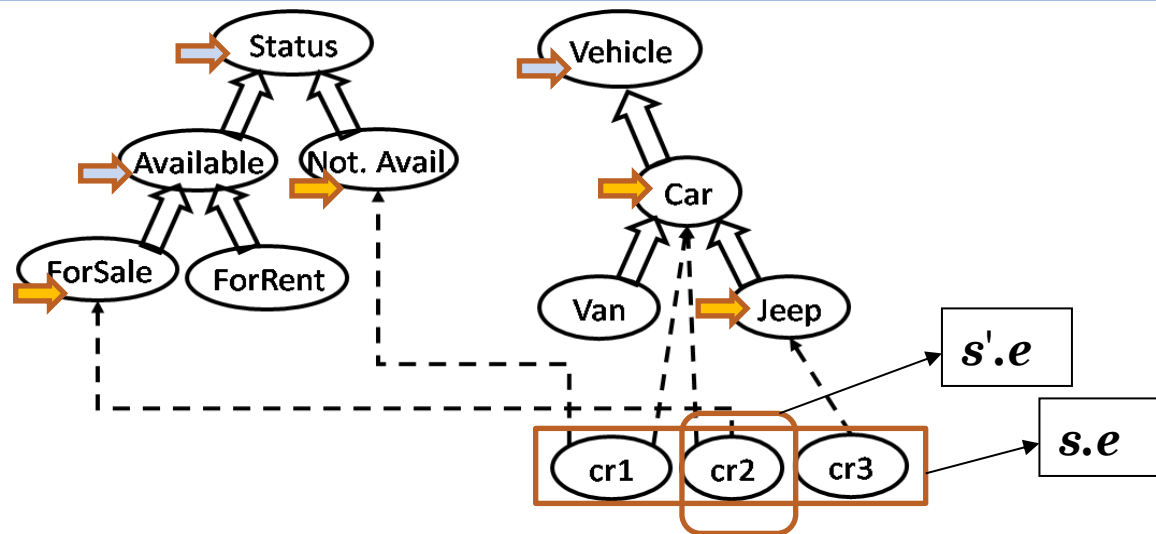 Status
Vehicle
Available
Not. Avail
Car
ForSale
ForRent
Van
Jeep
s'.e
s.e
cr1
cr2
cr3